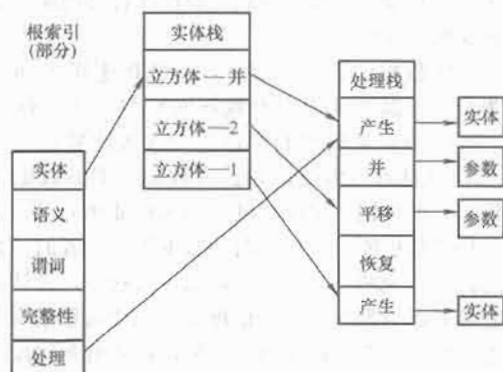 根索引
(部分)
实体
语义
谓词
完整性
处理
实体栈
立方体—并
立方体—2
立方体—1
处理栈
产生
并
平移
恢复
产生
实体
参数
参数
实体